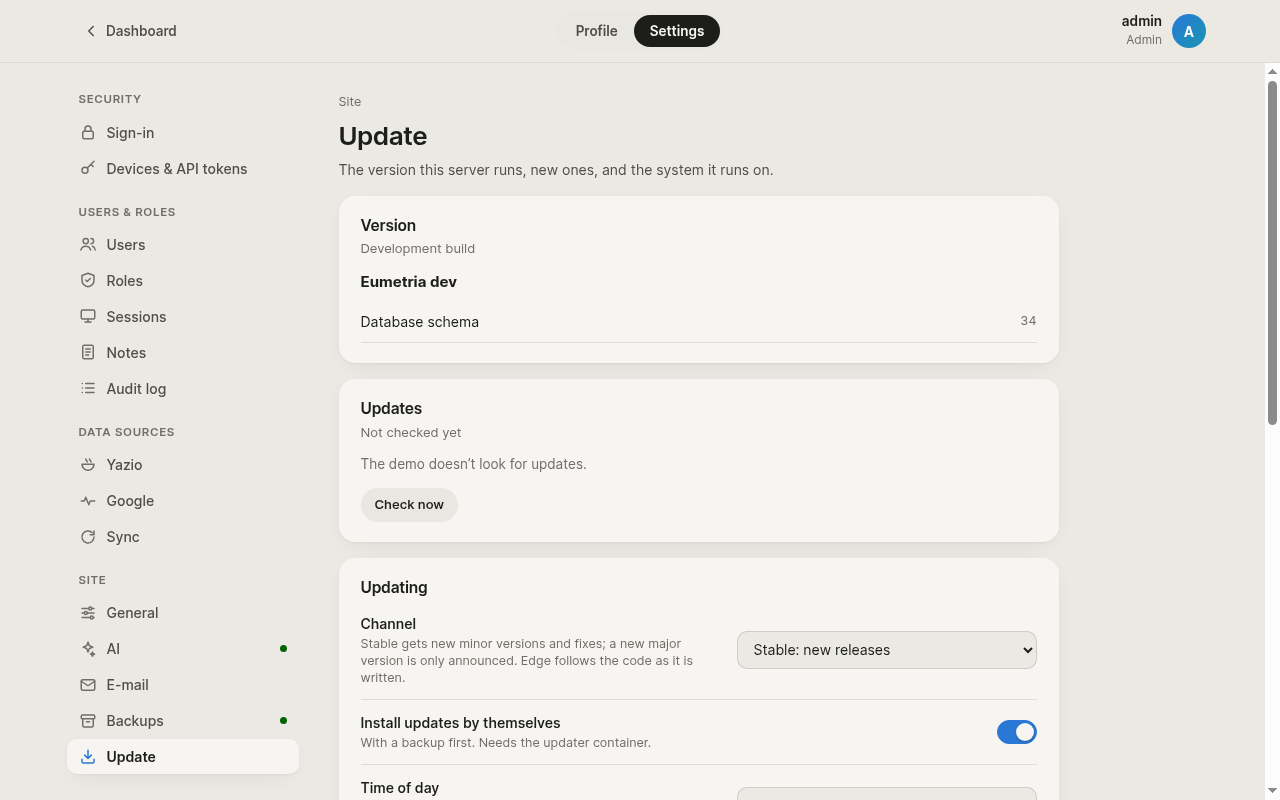 Dashboard
Profile
Settings
admin
Admin
A
SECURITY
Sign-in
Devices & API tokens
USERS & ROLES
Users
Roles
Sessions
Notes
Audit log
DATA SOURCES
Yazio
Google
Sync
SITE
General
AI
E-mail
Backups
Update
Site
Update
The version this server runs, new ones, and the system it runs on.
Version
Development build
Eumetria dev
Database schema
34
Updates
Not checked yet
The demo doesn’t look for updates.
Check now
Updating
Channel
Stable gets new minor versions and fixes; a new major
version is only announced. Edge follows the code as it is
written.
Stable: new releases
Install updates by themselves
With a backup first. Needs the updater container.
Time of day